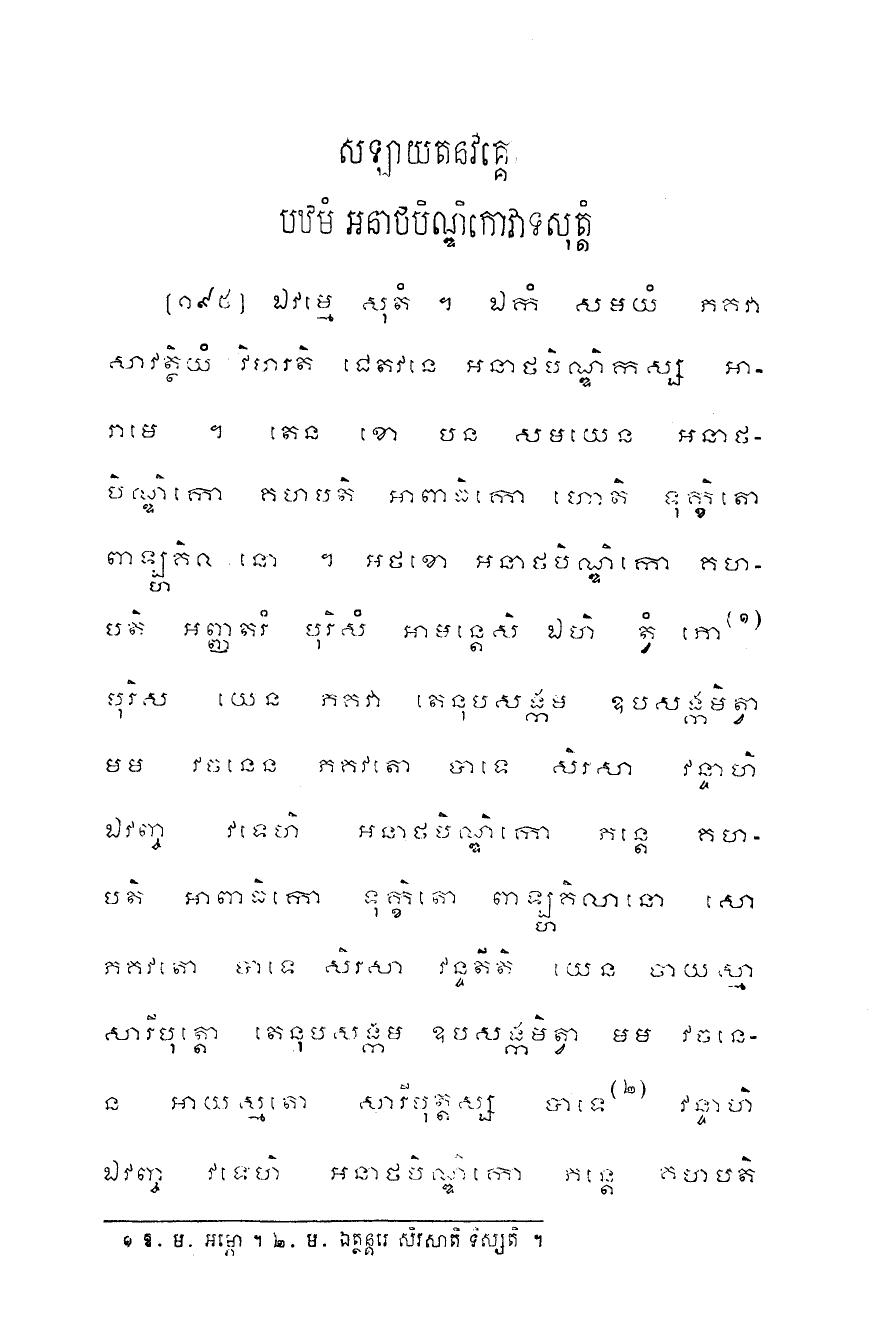 សឡាយតនវគ្គេ
បឋមំ អនាថបិណ្ឌិកោវាទសុត្តំ
[១៩៥] ឯវម្មេ សុតំ ។ ឯកំ សមយំ ភគវា
សាវត្ថិយំ វិហរតិ ជេតវនេ អនាថបិណ្ឌិកស្ស អា-
រាមេ ។ តេន ខោ បន សមយេន អនាថ-
បិណ្ឌិកោ គហបតិ អាពាធិកោ ហោតិ ទុក្ខិតោ
ពាឡ្ហគិលានោ ។ អថខោ អនាថបិណ្ឌិកោ គហ-
បតិ អញ្ញតរំ បុរិសំ អាមន្តេសិ ឯហិ ត្វំ ភោ(១)
បុរិស យេន ភគវា តេនុបសង្កម ឧបសង្កមិត្វា
មម វចនេន ភគវតោ បាទេ សិរសា វន្ទាហិ
ឯវញ្ច វទេហិ អនាថបិណ្ឌិកោ ភន្តេ គហ-
បតិ អាពាធិកោ ទុក្ខិតោ ពាឡ្ហគិលានោ សោ
ភគវតោ បាទេ សិរសា វន្ទតីតិ យេន ចាយស្មា
សារីបុត្តោ តេនុបសង្កម ឧបសង្កមិត្វា មម វចនេ-
ន អាយស្មតោ សារីបុត្តស្ស បាទេ(២) វន្ទាហិ
ឯវញ្ច វទេហិ អនាថបិណ្ឌិកោ ភន្តេ គហបតិ
១ ឱ. ម. អម្ភោ ។ ២. ម. ឯត្ថន្តរេ សិរសាតិ ទិស្សតិ ។